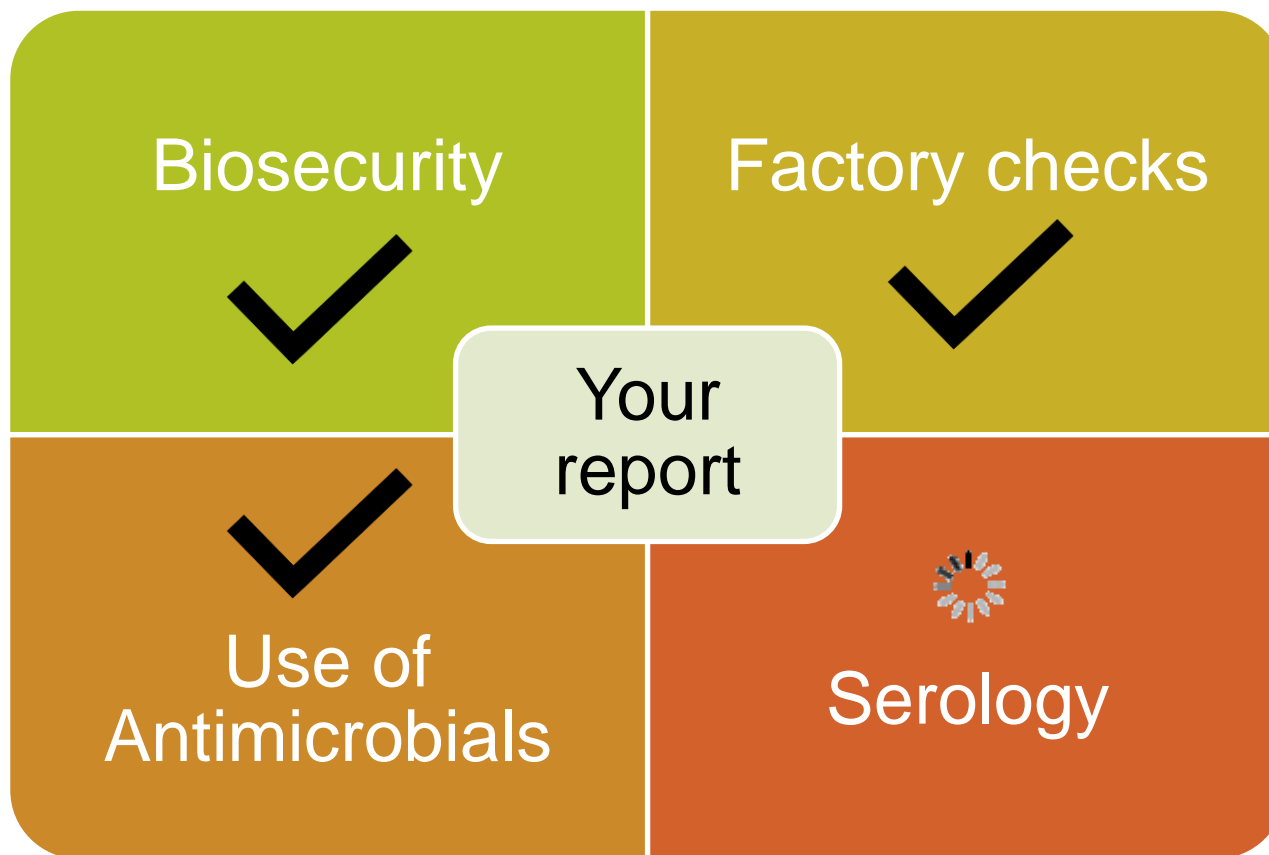 Biosecurity
Factory checks
Your
report
Use of
Antimicrobials
Serology